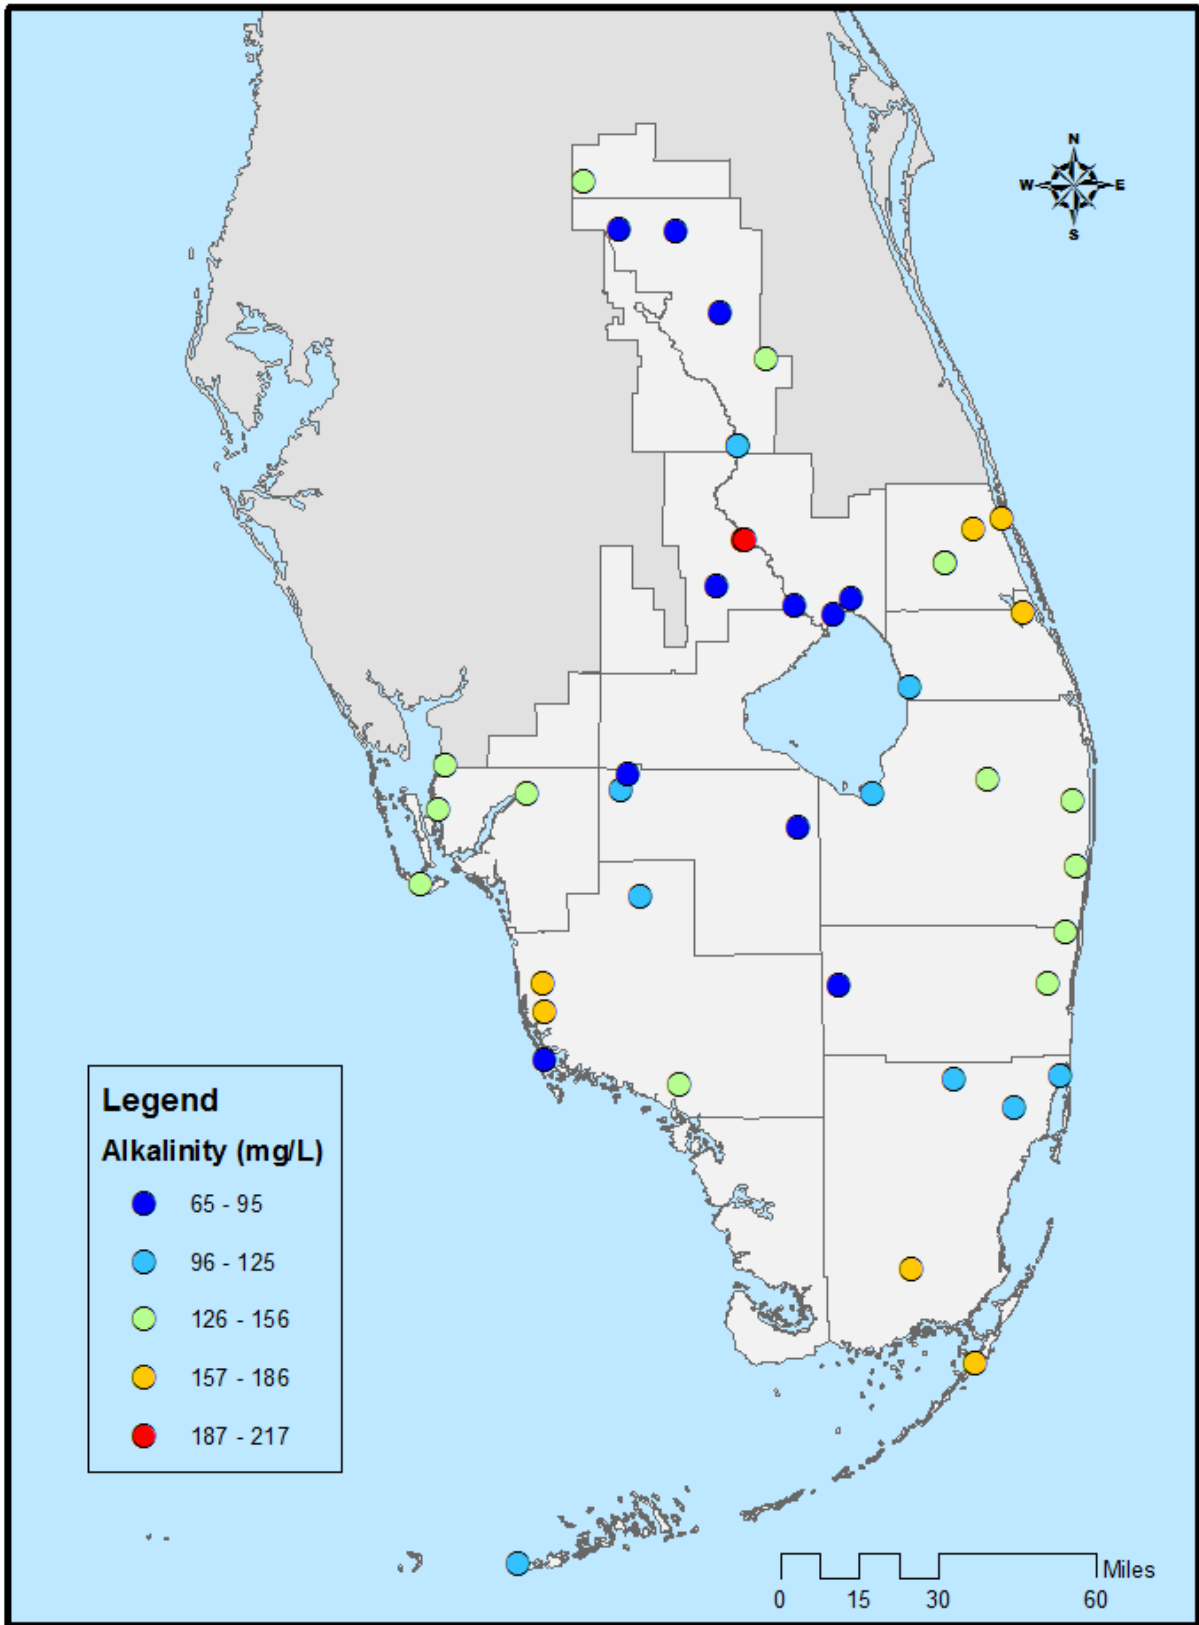 N
W E
S
Legend
Alkalinity (mg/L)
65 - 95
96 - 125
126 - 156
157 - 186
187 - 217
Miles
0 15 30 60